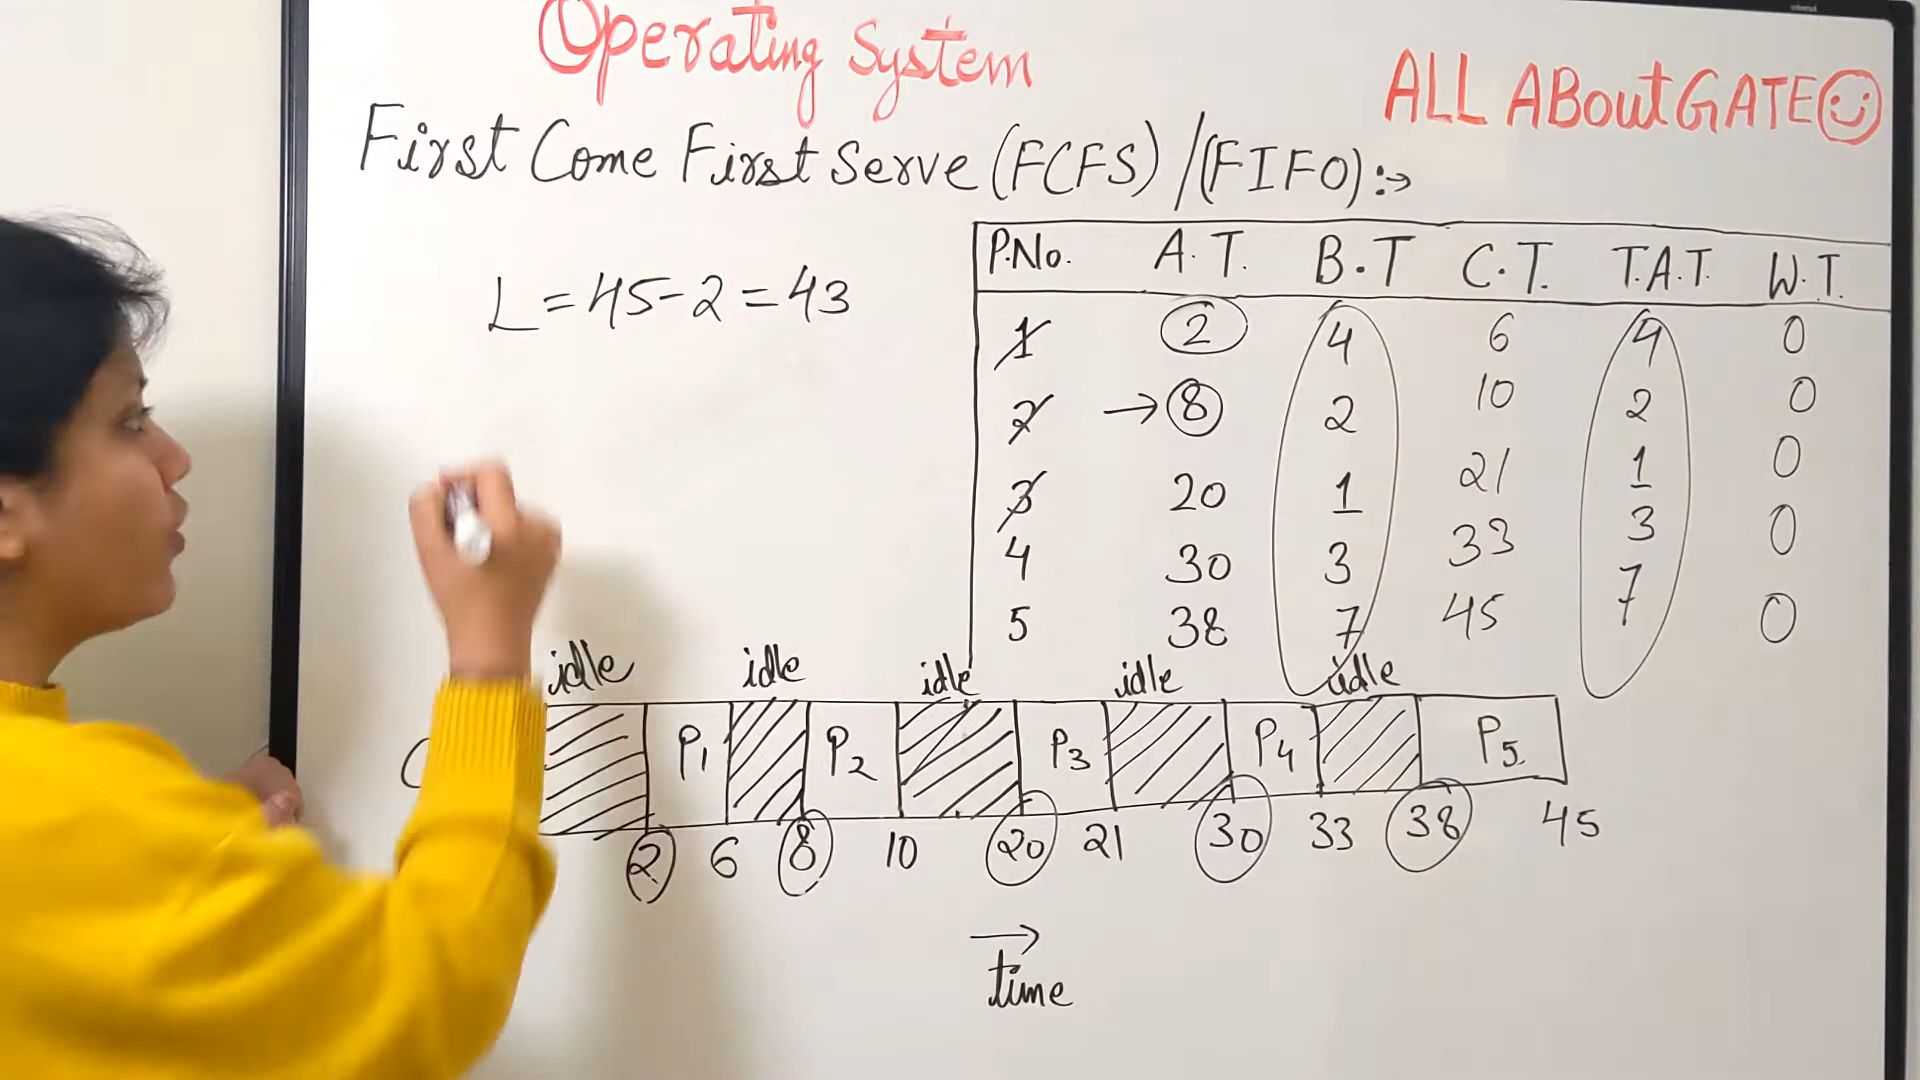 Operating System
ALL ABout GATE
First Come First Serve (FCFS) / (FIFO) :->
L = 45 - 2 = 43
P.No. A.T. B.T C.T. T.A.T. W.T.
1 2 4 6 4 0
2 → 8 2 10 2 0
3 20 1 21 1 0
4 30 3 33 3 0
5 38 7 45 7 0
idle idle idle idle idle
P1 P2 P3 P4 P5
2 6 8 10 20 21 30 33 38 45
→
time